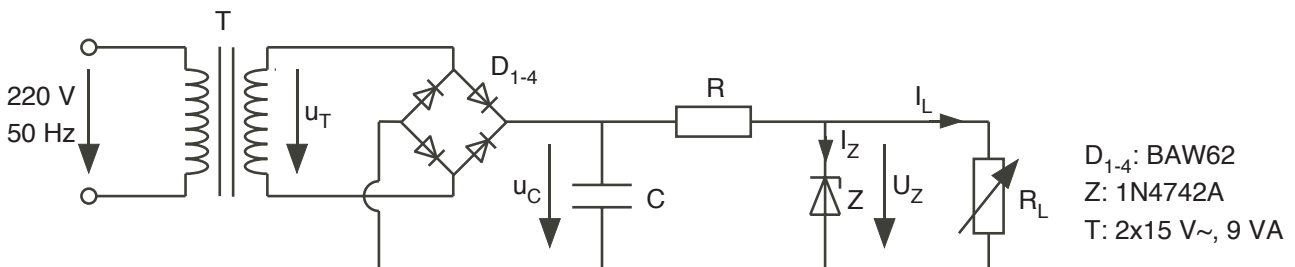 T
220 V
50 Hz
u_T
D_1-4
u_C
C
R
I_Z
Z
U_Z
I_L
R_L
D_1-4: BAW62
Z: 1N4742A
T: 2x15 V~, 9 VA